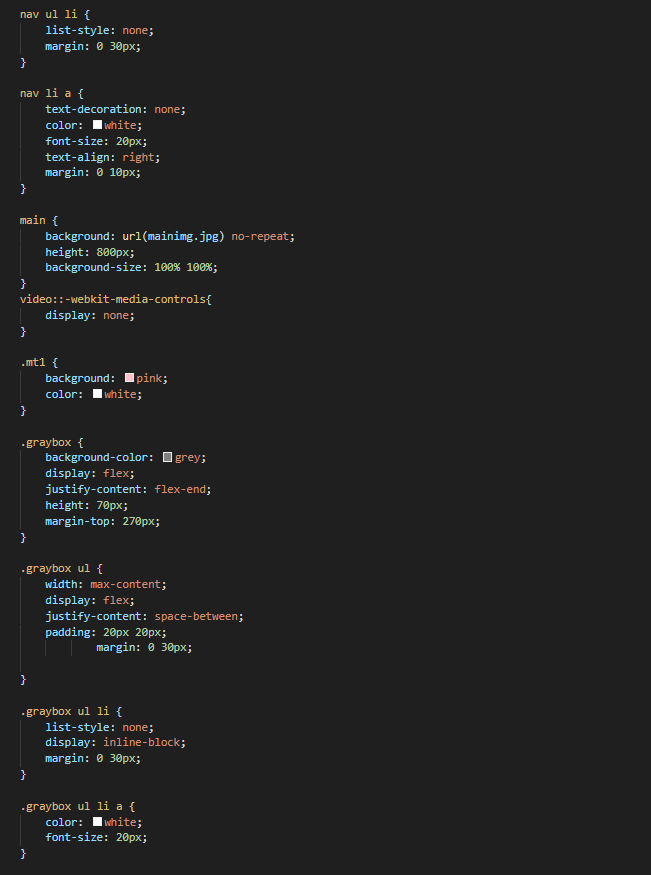 nav ul li {
list-style: none;
margin: 0 30px;
}
nav li a {
text-decoration: none;
color: white;
font-size: 20px;
text-align: right;
margin: 0 10px;
}
main {
background: url(mainimg.jpg) no-repeat;
height: 800px;
background-size: 100% 100%;
}
video::-webkit-media-controls{
display: none;
}
.mt1 {
background: pink;
color: white;
}
.graybox {
background-color: grey;
display: flex;
justify-content: flex-end;
height: 70px;
margin-top: 270px;
}
.graybox ul {
width: max-content;
display: flex;
justify-content: space-between;
padding: 20px 20px;
margin: 0 30px;
}
.graybox ul li {
list-style: none;
display: inline-block;
margin: 0 30px;
}
.graybox ul li a {
color: white;
font-size: 20px;
}